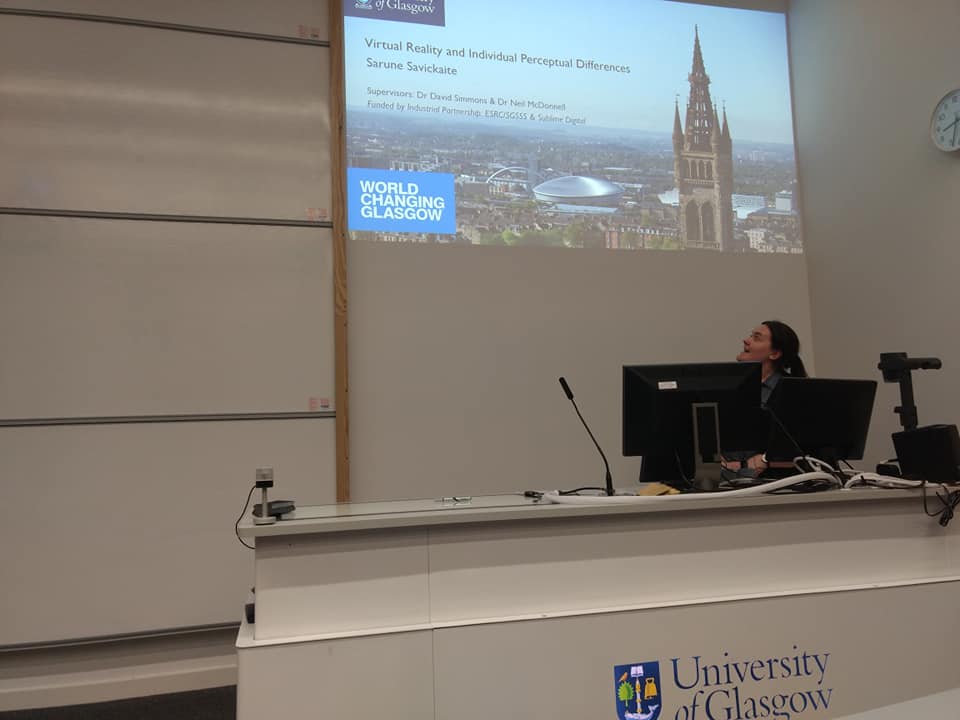 of Glasgow
Virtual Reality and Individual Perceptual Differences
Sarune Savickaite
Supervisors: Dr David Simmons & Dr Neil McDonnell
Funded by Industrial Partnership, ESRC/SGSSS & Sublime Digital
WORLD
CHANGING
GLASGOW
University
of Glasgow